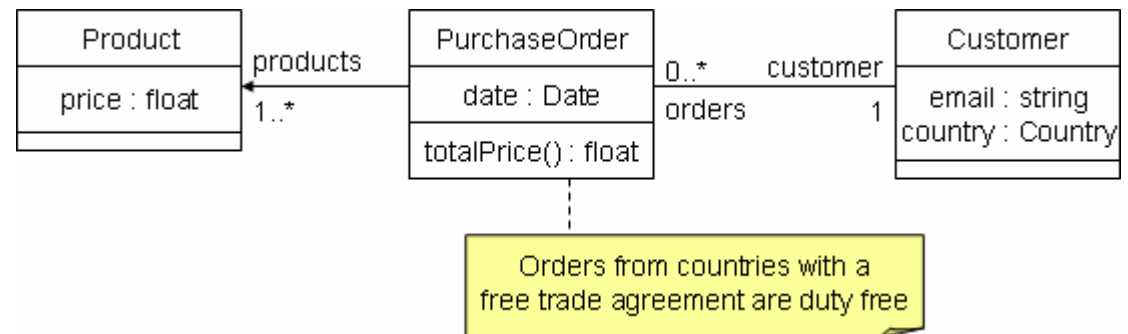 Product
price : float
products
1..*
PurchaseOrder
date : Date
totalPrice() : float
0..*
orders
customer
1
Customer
email : string
country : Country
Orders from countries with a
free trade agreement are duty free